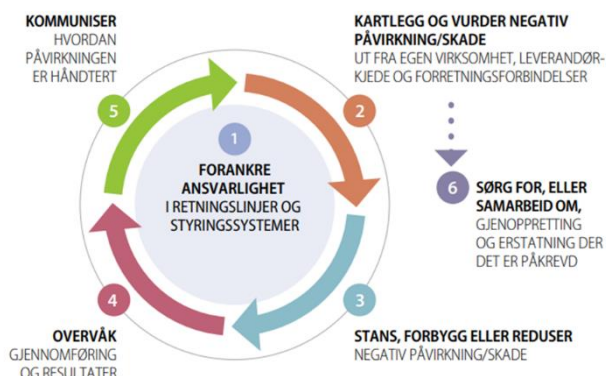 KOMMUNISER
HVORDAN
PÅVIRKNINGEN
ER HÅNDTERT
5
KARTLEGG OG VURDER NEGATIV
PÅVIRKNING/SKADE
UT FRA EGEN VIRKSOMHET, LEVERANDØR-
KJEDE OG FORRETNINGSFORBINDELSER
2
1
FORANKRE
ANSVARLIGHET
I RETNINGSLINJER OG
STYRINGSSYSTEMER
6
SØRG FOR, ELLER
SAMARBEID OM,
GJENOPPRETTING
OG ERSTATNING DER
DET ER PÅKREVD
4
OVERVÅK
GJENNOMFØRING
OG RESULTATER
3
STANS, FORBYGG ELLER REDUSER
NEGATIV PÅVIRKNING/SKADE